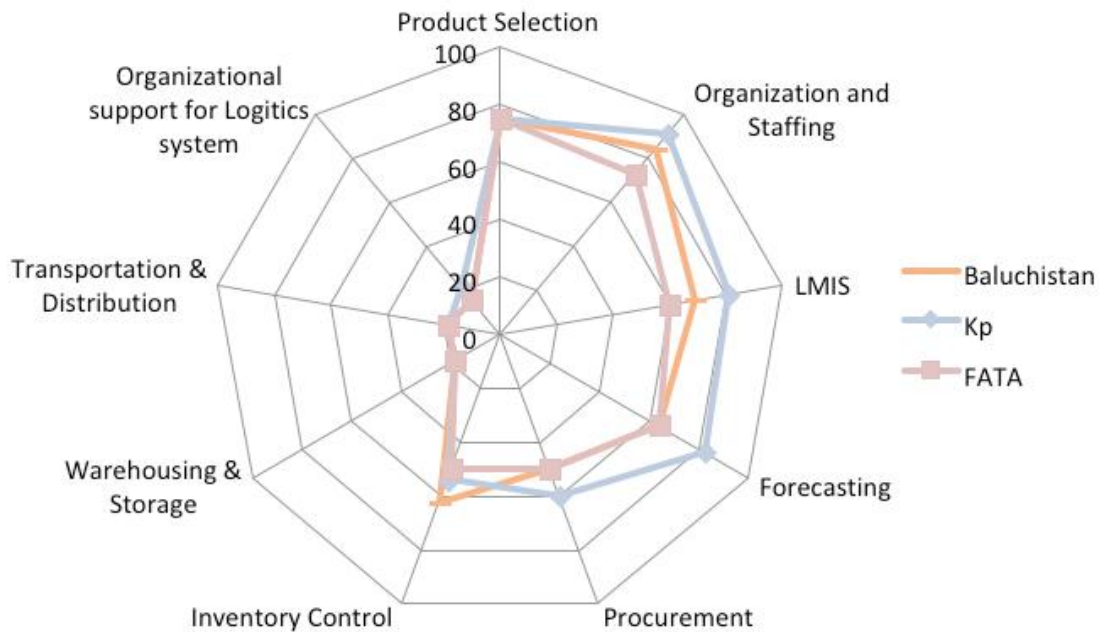 Product Selection
100
80
60
40
20
0
Organization and
Staffing
LMIS
Forecasting
Procurement
Inventory Control
Warehousing &
Storage
Transportation &
Distribution
Organizational
support for Logitics
system
Baluchistan
Kp
FATA